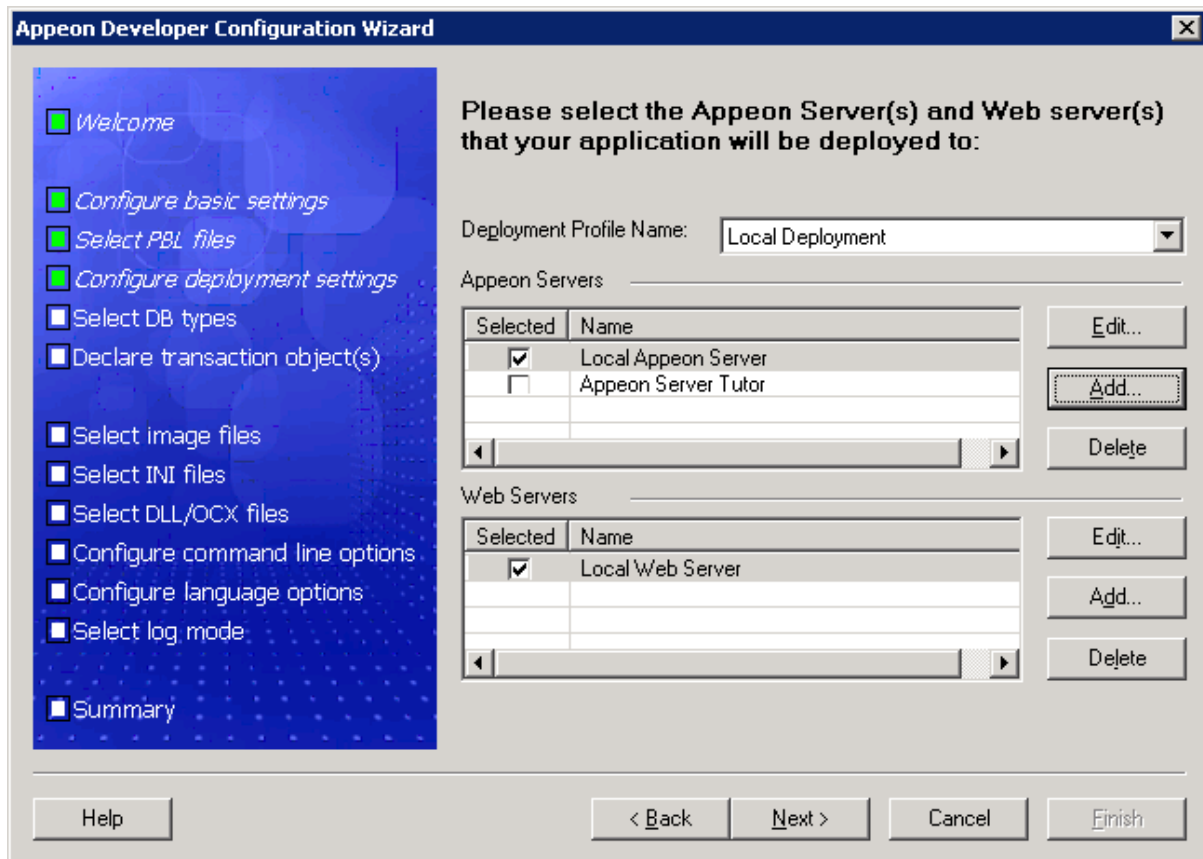 Appeon Developer Configuration Wizard
Welcome
Configure basic settings
Select PBL files
Configure deployment settings
Select DB types
Declare transaction object(s)
Select image files
Select INI files
Select DLL/OCX files
Configure command line options
Configure language options
Select log mode
Summary
Please select the Appeon Server(s) and Web server(s)
that your application will be deployed to:
Deployment Profile Name: Local Deployment
Appeon Servers
Selected Name
Local Appeon Server
Appeon Server Tutor
Edit...
Add...
Delete
Web Servers
Selected Name
Local Web Server
Edit...
Add...
Delete
Help < Back Next > Cancel Finish